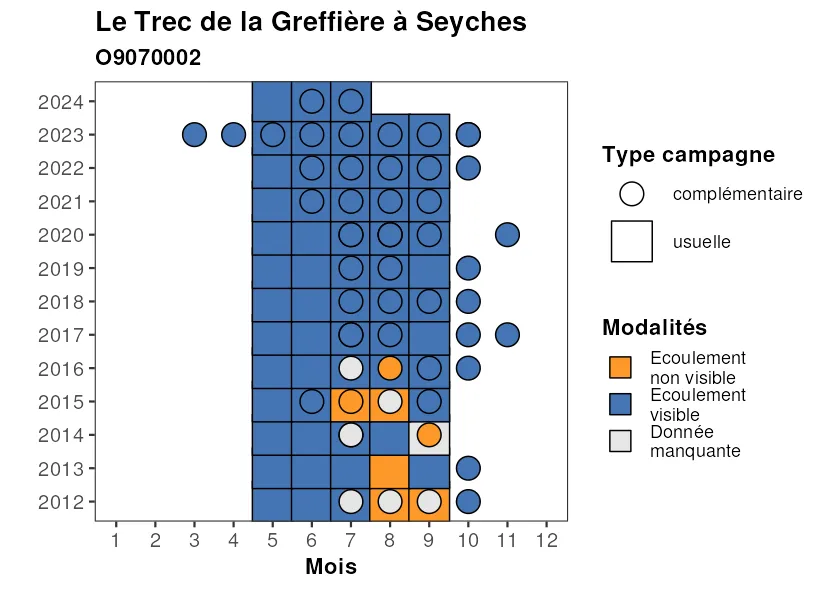 Le Trec de la Greffière à Seyches
O9070002
2024
2023
2022
2021
2020
2019
2018
2017
2016
2015
2014
2013
2012
1 2 3 4 5 6 7 8 9 10 11 12
Mois
Type campagne
complémentaire
usuelle
Modalités
Ecoulement
non visible
Ecoulement
visible
Donnée
manquante